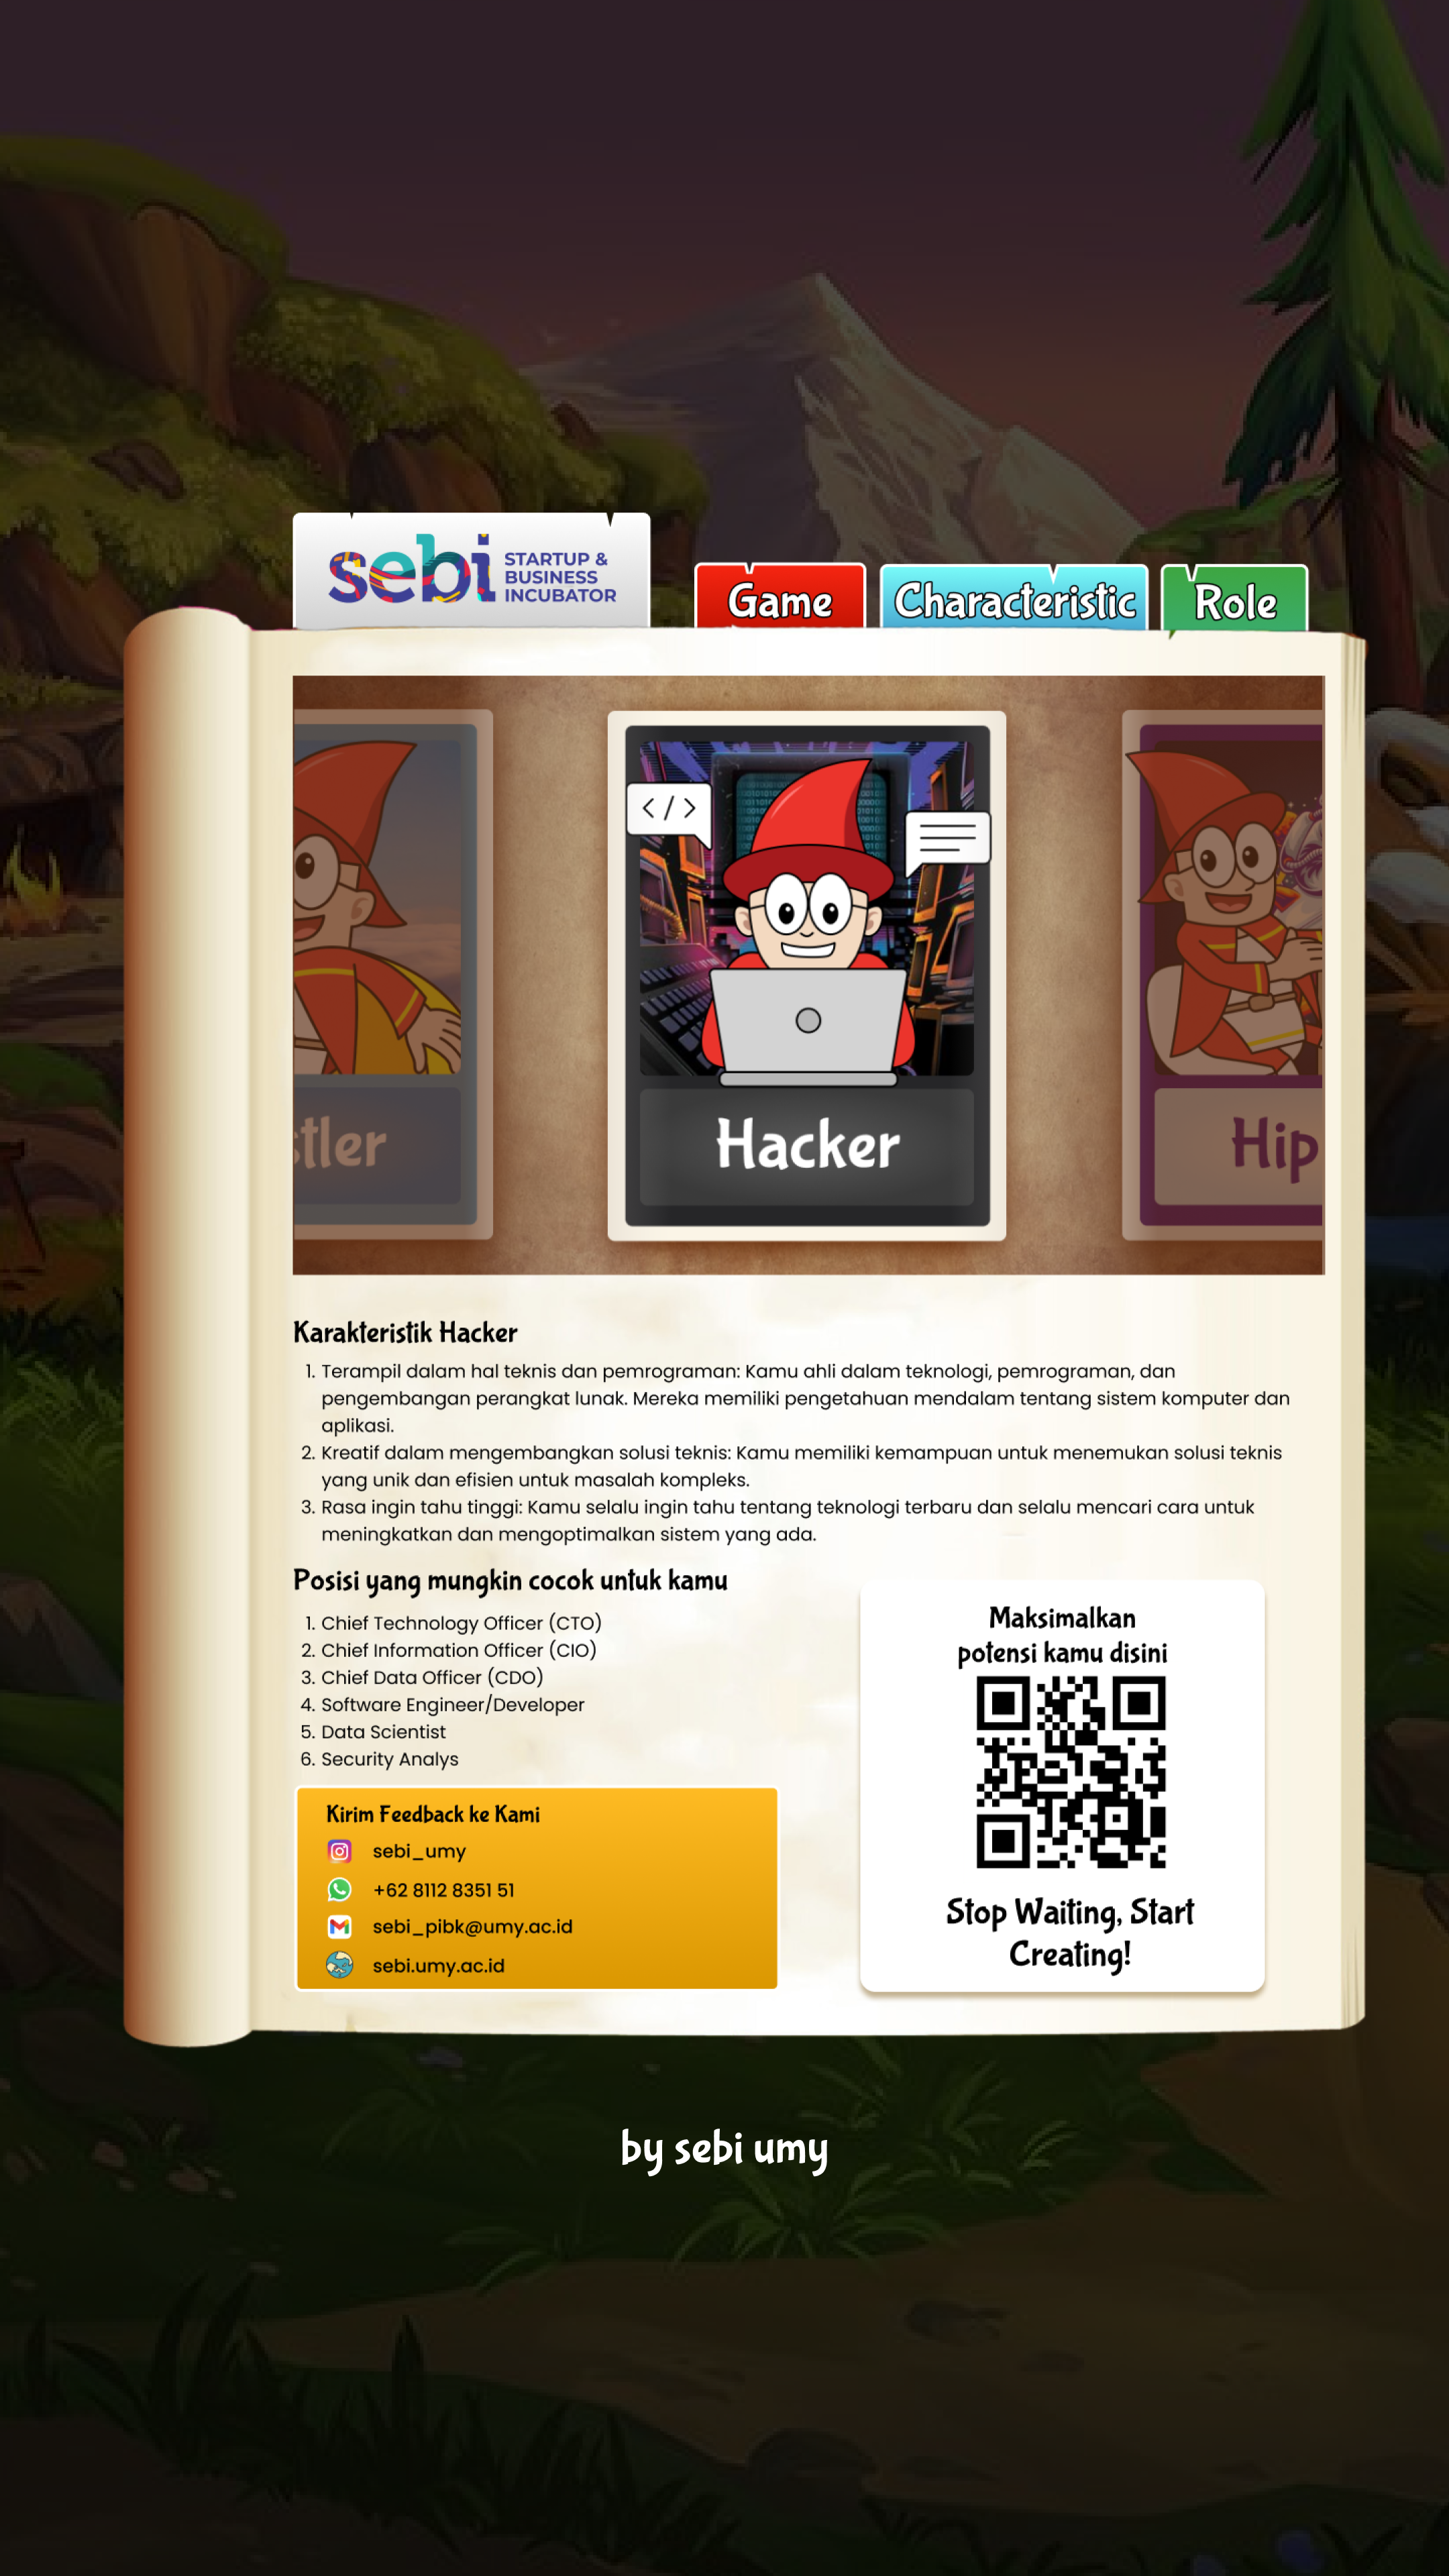 sebi STARTUP &
BUSINESS
INCUBATOR
Game
Characteristic
Role
</>
stler
Hacker
Hip
Karakteristik Hacker
1. Terampil dalam hal teknis dan pemrograman: Kamu ahli dalam teknologi, pemrograman, dan
pengembangan perangkat lunak. Mereka memiliki pengetahuan mendalam tentang sistem komputer dan
aplikasi.
2. Kreatif dalam mengembangkan solusi teknis: Kamu memiliki kemampuan untuk menemukan solusi teknis
yang unik dan efisien untuk masalah kompleks.
3. Rasa ingin tahu tinggi: Kamu selalu ingin tahu tentang teknologi terbaru dan selalu mencari cara untuk
meningkatkan dan mengoptimalkan sistem yang ada.
Posisi yang mungkin cocok untuk kamu
1. Chief Technology Officer (CTO)
2. Chief Information Officer (CIO)
3. Chief Data Officer (CDO)
4. Software Engineer/Developer
5. Data Scientist
6. Security Analys
Kirim Feedback ke Kami
sebi_umy
+62 8112 8351 51
sebi_pibk@umy.ac.id
sebi.umy.ac.id
Maksimalkan
potensi kamu disini
Stop Waiting, Start
Creating!
by sebi umy